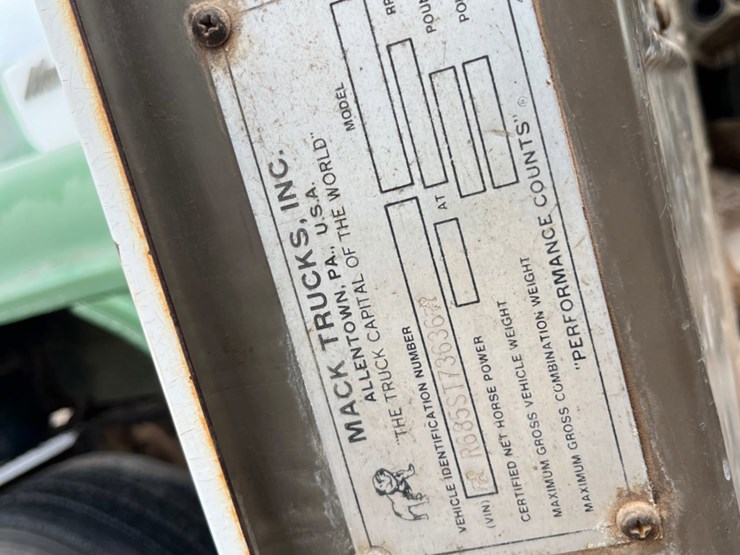 MACK TRUCKS, INC.
ALLENTOWN, PA., U.S.A.
"THE TRUCK CAPITAL OF THE WORLD"
MODEL
VEHICLE IDENTIFICATION NUMBER
(VIN)
AT
CERTIFIED NET HORSE POWER
MAXIMUM GROSS VEHICLE WEIGHT
MAXIMUM GROSS COMBINATION WEIGHT
"PERFORMANCE COUNTS"®